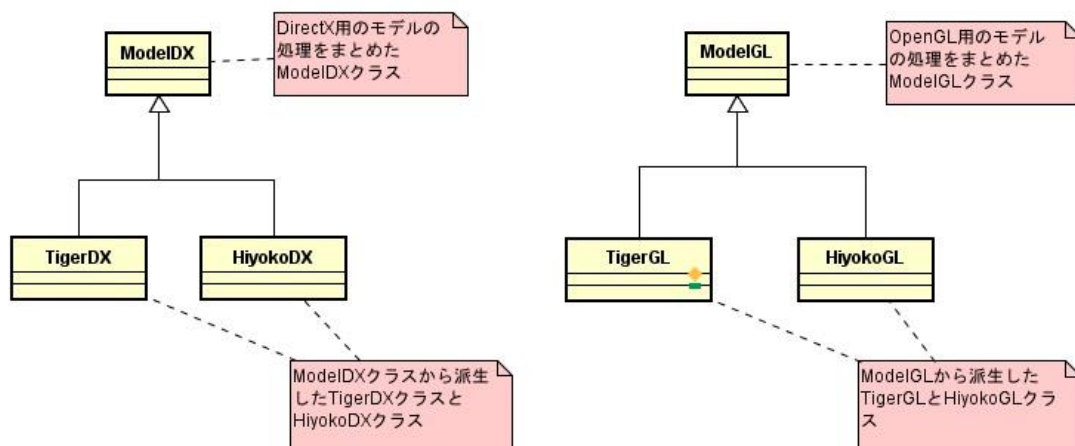 ModelDX
DirectX用のモデルの
処理をまとめた
ModelDXクラス
TigerDX
HiyokoDX
ModelDXクラスから派生
したTigerDXクラスと
HiyokoDXクラス
ModelGL
OpenGL用のモデル
の処理をまとめた
ModelGLクラス
TigerGL
HiyokoGL
ModelGLから派生した
TigerGLとHiyokoGLクラ
ス